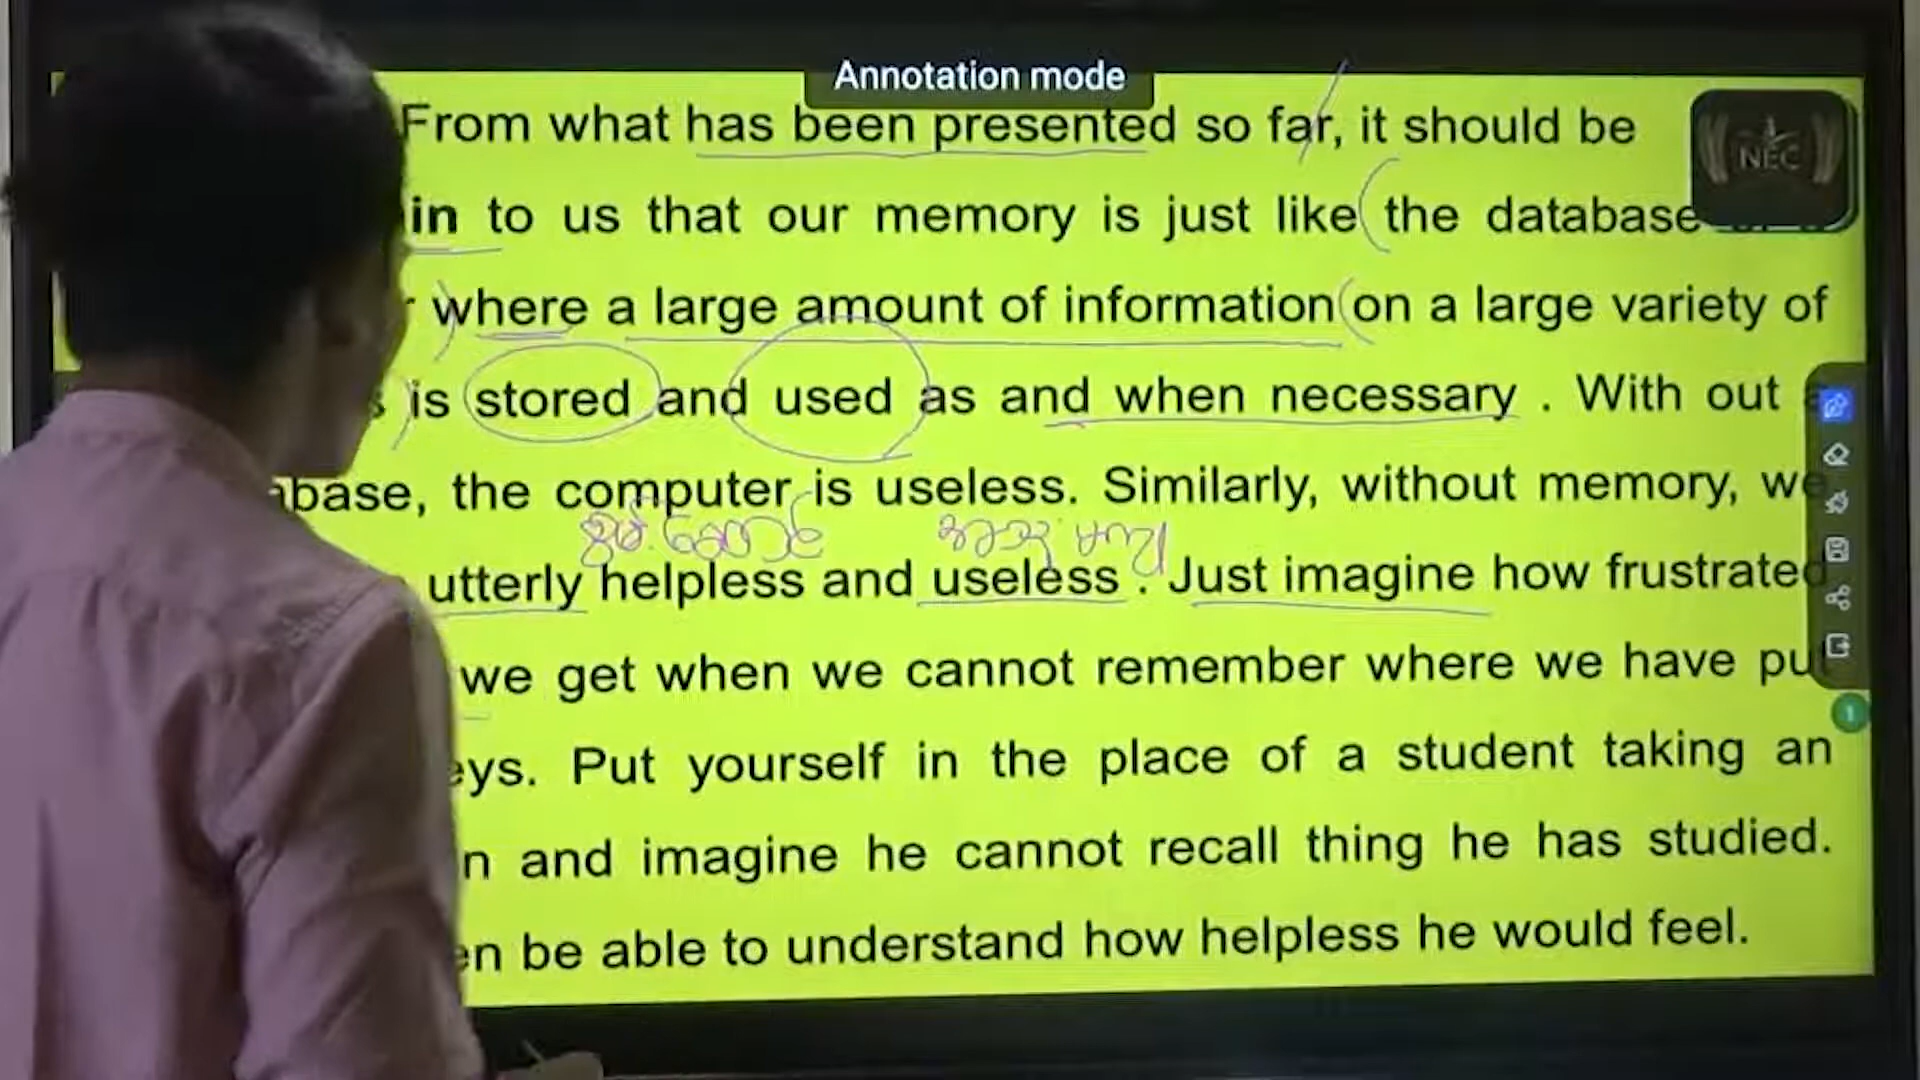 Annotation mode
From what has been presented so far, it should be
NEC
in to us that our memory is just like the database
where a large amount of information on a large variety of
is stored and used as and when necessary . With out a
base, the computer is useless. Similarly, without memory, we
utterly helpless and useless . Just imagine how frustrated
we get when we cannot remember where we have put
eys. Put yourself in the place of a student taking an
n and imagine he cannot recall thing he has studied.
en be able to understand how helpless he would feel.
1